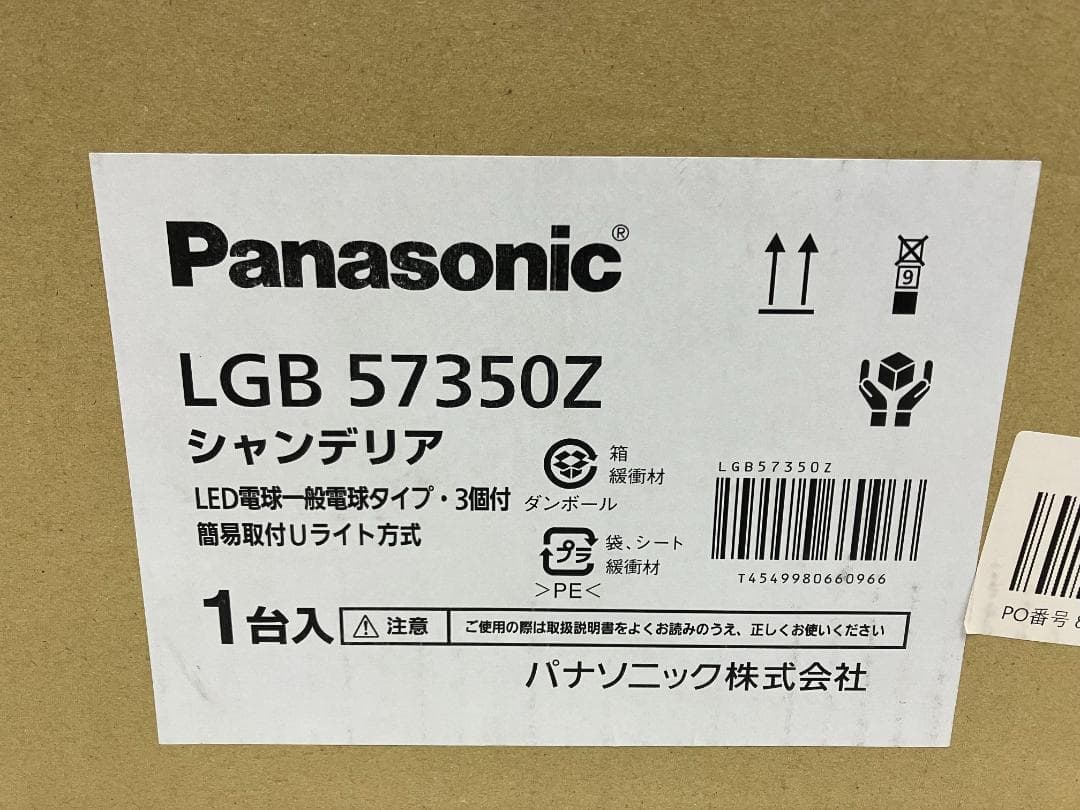 Panasonic®
LGB 57350Z
シャンデリア
LED電球一般電球タイプ・3個付
簡易取付Uライト方式
9
箱
緩衝材
ダンボール
プラ
袋、シート
緩衝材
>PE<
LGB57350Z
T4549980660966
1台入
注意
ご使用の際は取扱説明書をよくお読みのうえ、正しくお使いください
パナソニック株式会社
PO番号